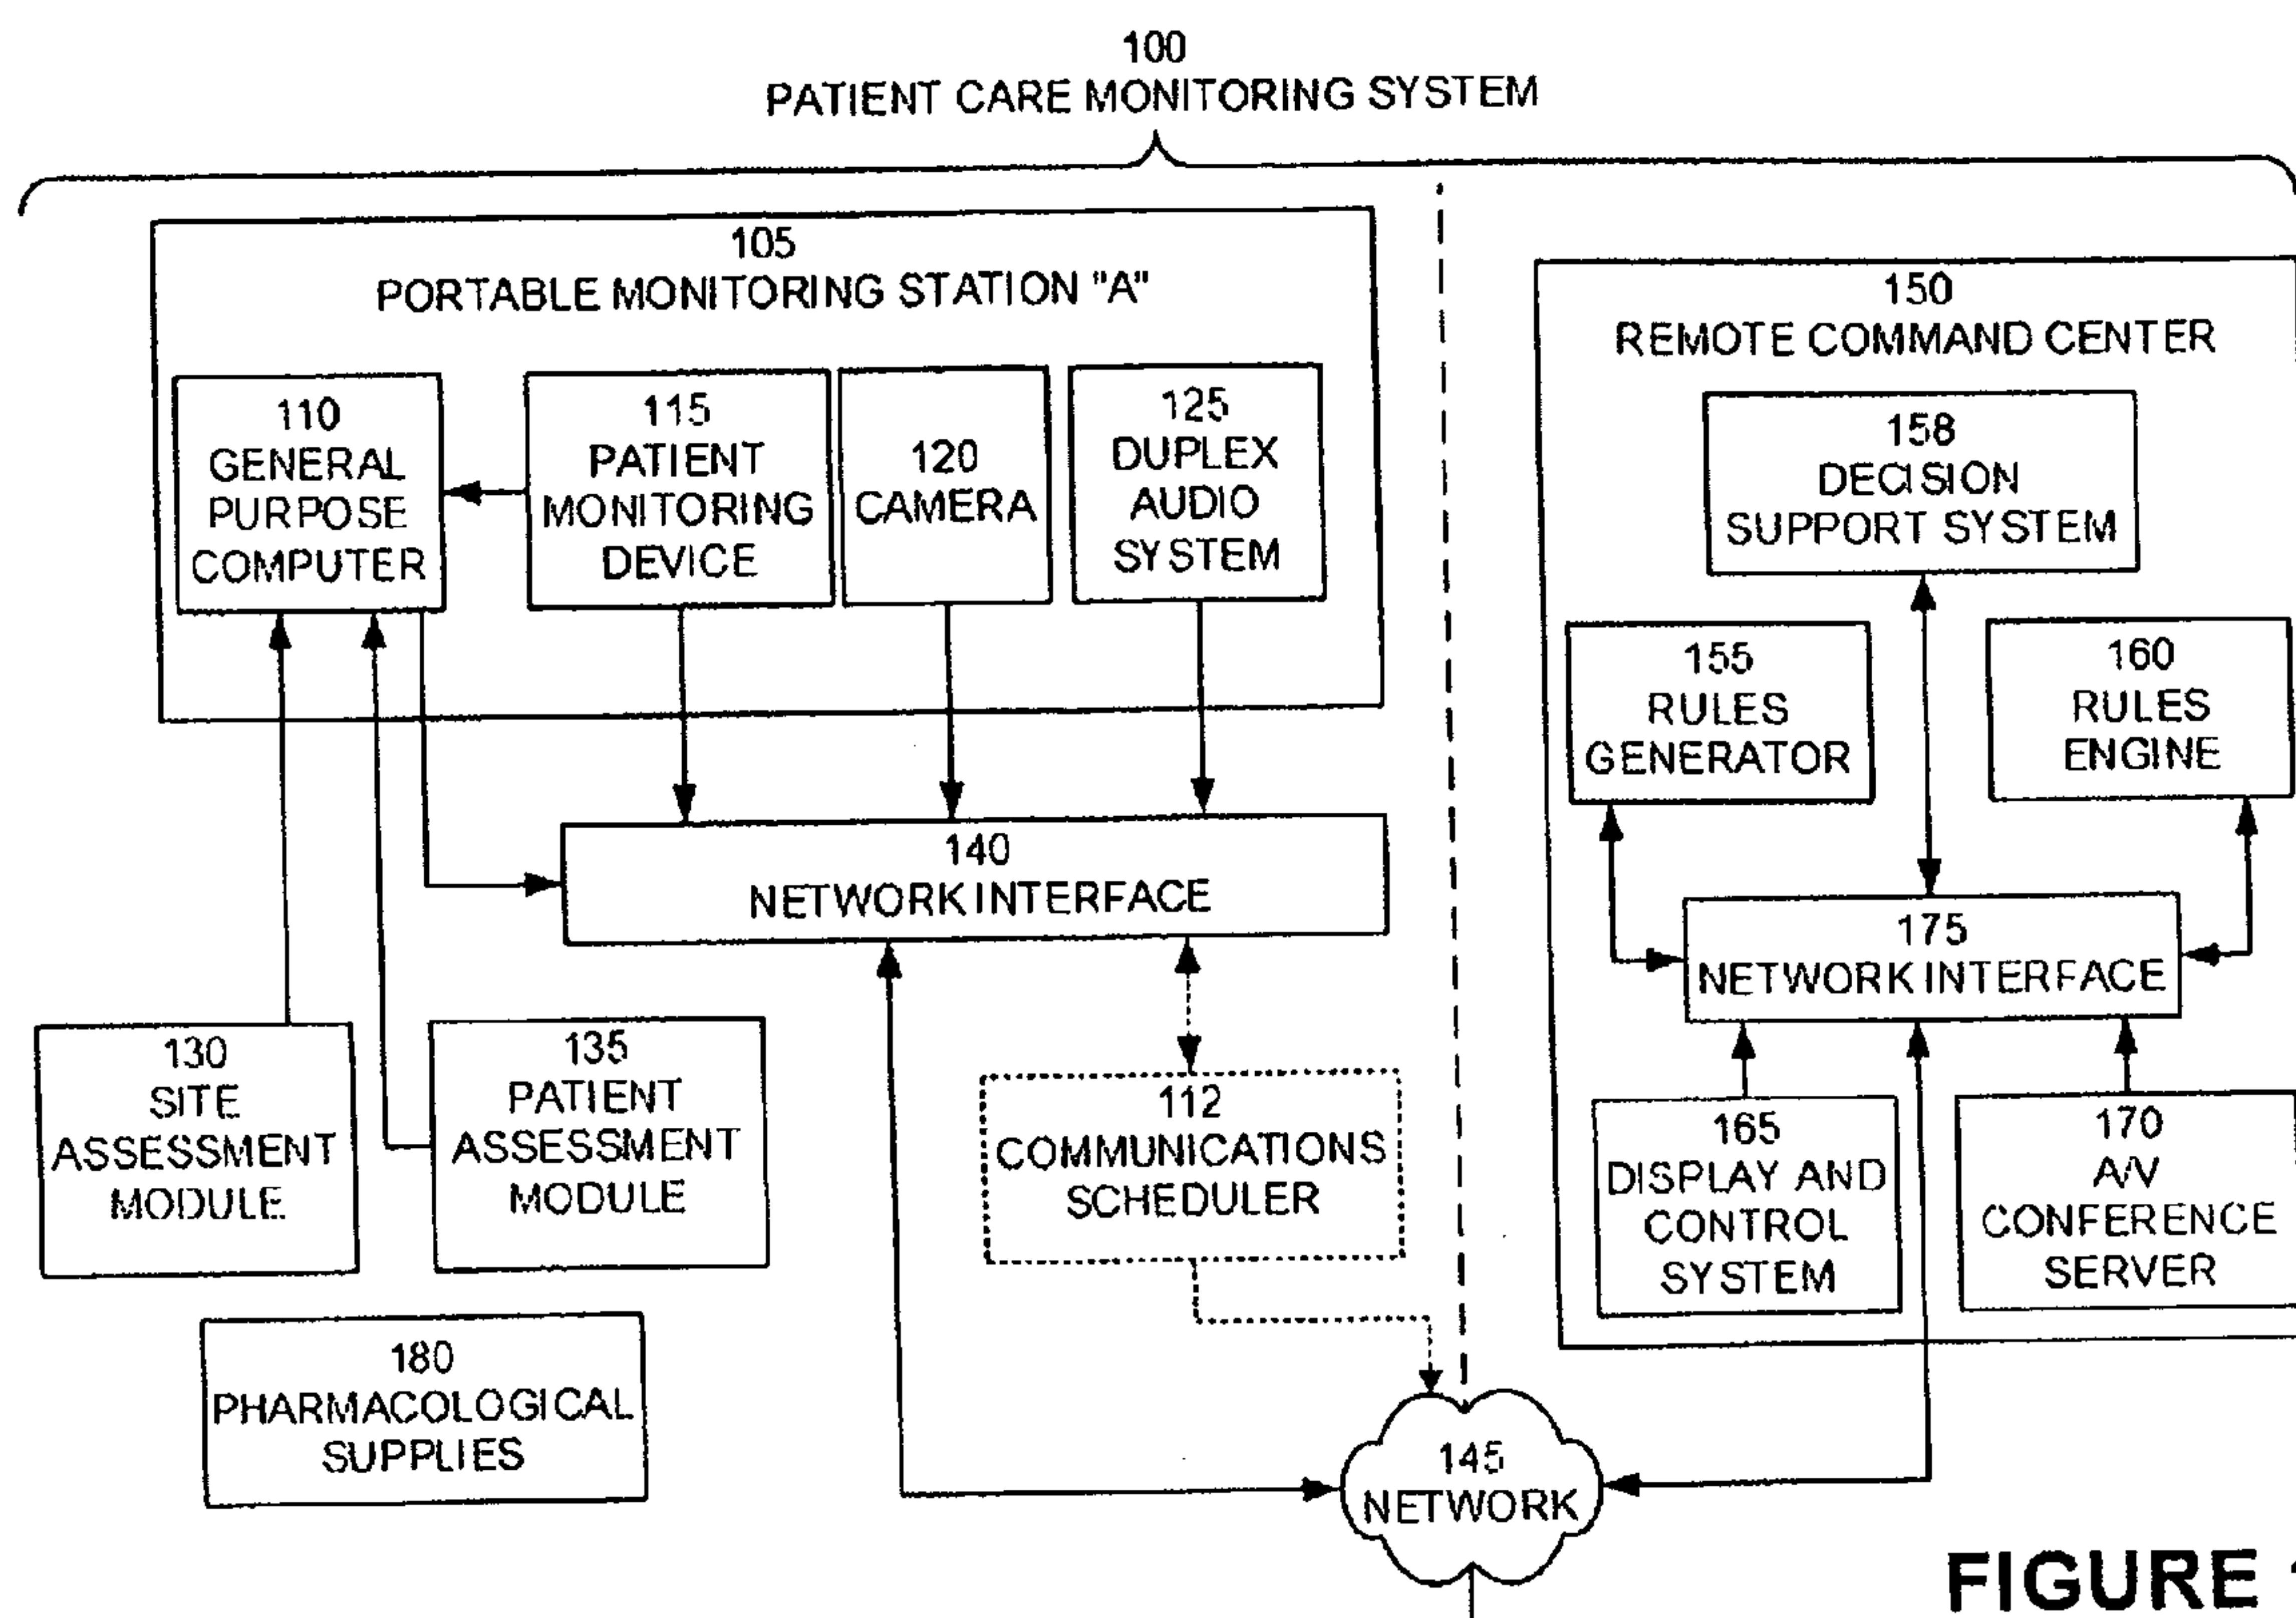 100
PATIENT CARE MONITORING SYSTEM
105
PORTABLE MONITORING STATION "A"
110
GENERAL
PURPOSE
COMPUTER
115
PATIENT
MONITORING
DEVICE
120
CAMERA
125
DUPLEX
AUDIO
SYSTEM
140
NETWORK INTERFACE
130
SITE
ASSESSMENT
MODULE
135
PATIENT
ASSESSMENT
MODULE
112
COMMUNICATIONS
SCHEDULER
180
PHARMACOLOGICAL
SUPPLIES
145
NETWORK
150
REMOTE COMMAND CENTER
158
DECISION
SUPPORT SYSTEM
155
RULES
GENERATOR
160
RULES
ENGINE
175
NETWORK INTERFACE
165
DISPLAY AND
CONTROL
SYSTEM
170
A/V
CONFERENCE
SERVER
FIGURE